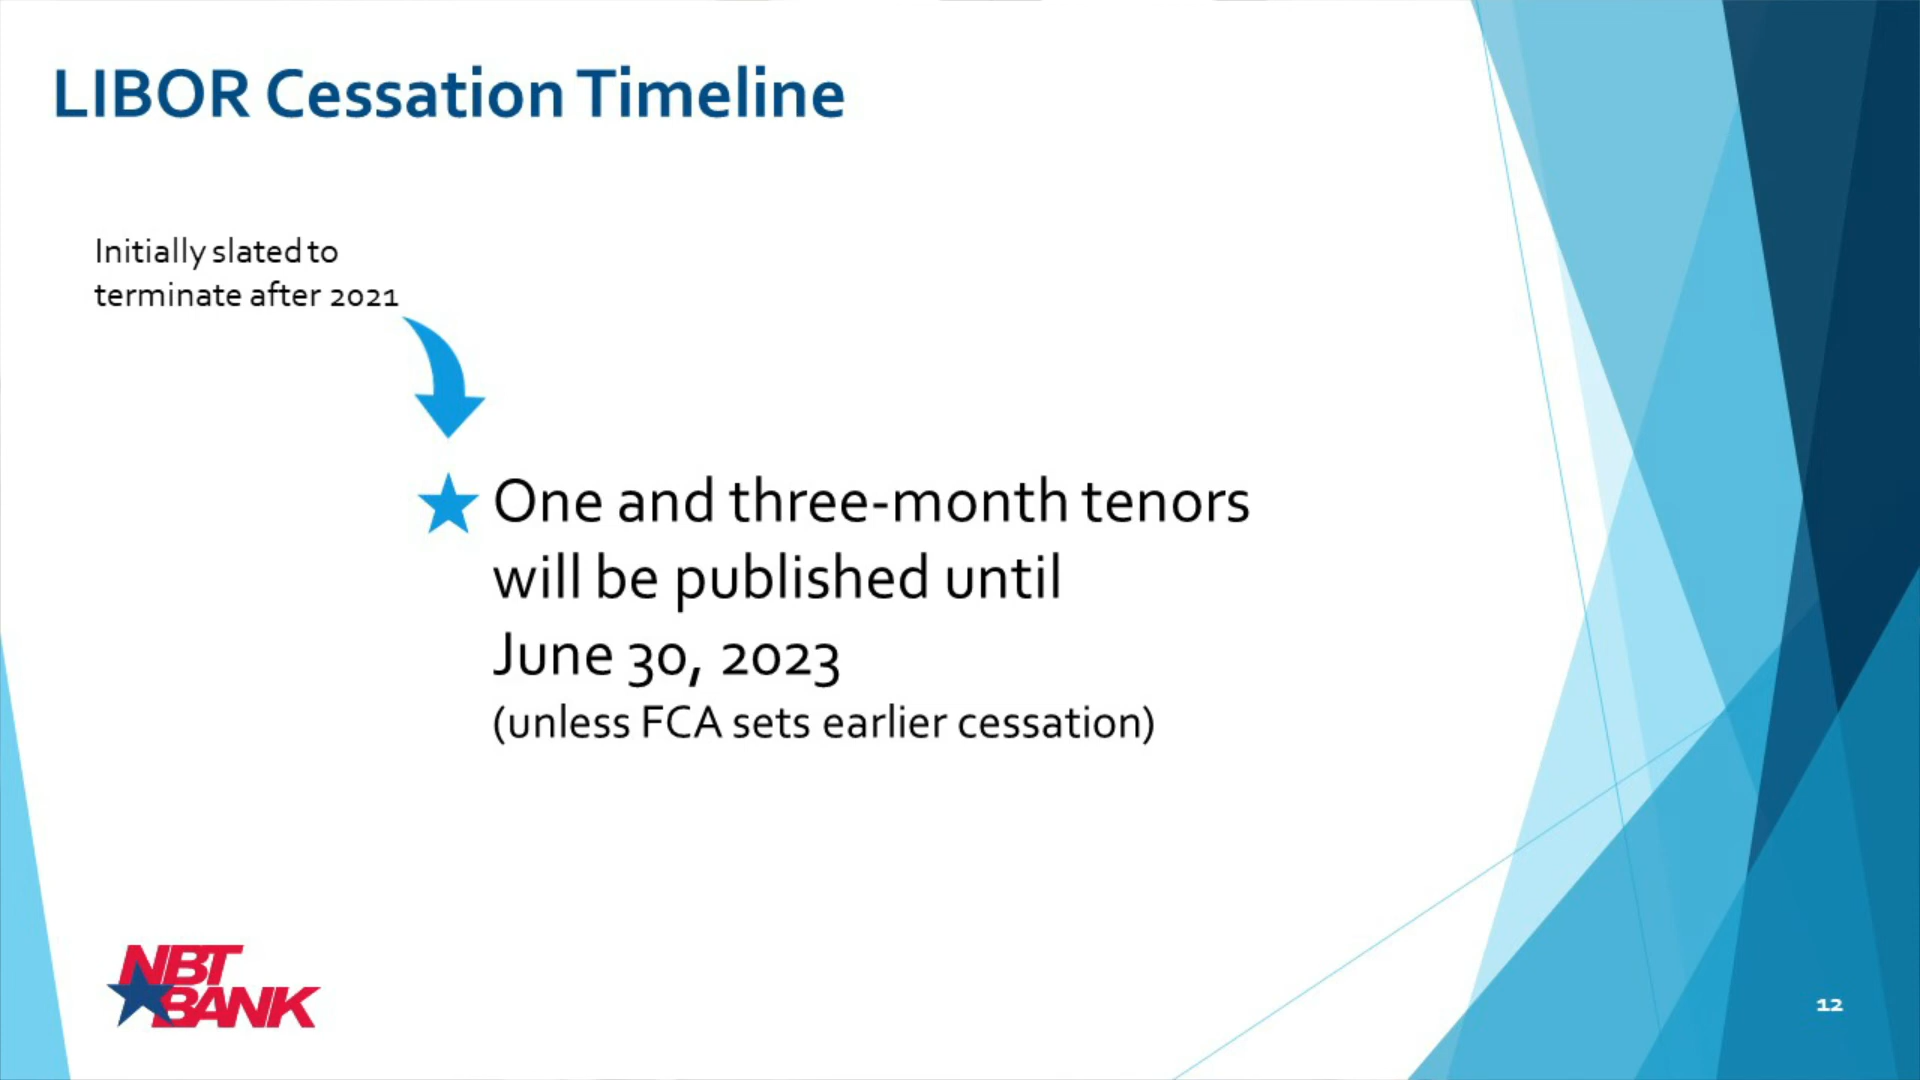 LIBOR Cessation Timeline
Initially slated to
terminate after 2021
One and three-month tenors
will be published until
June 30, 2023
(unless FCA sets earlier cessation)
NBT
BANK
12